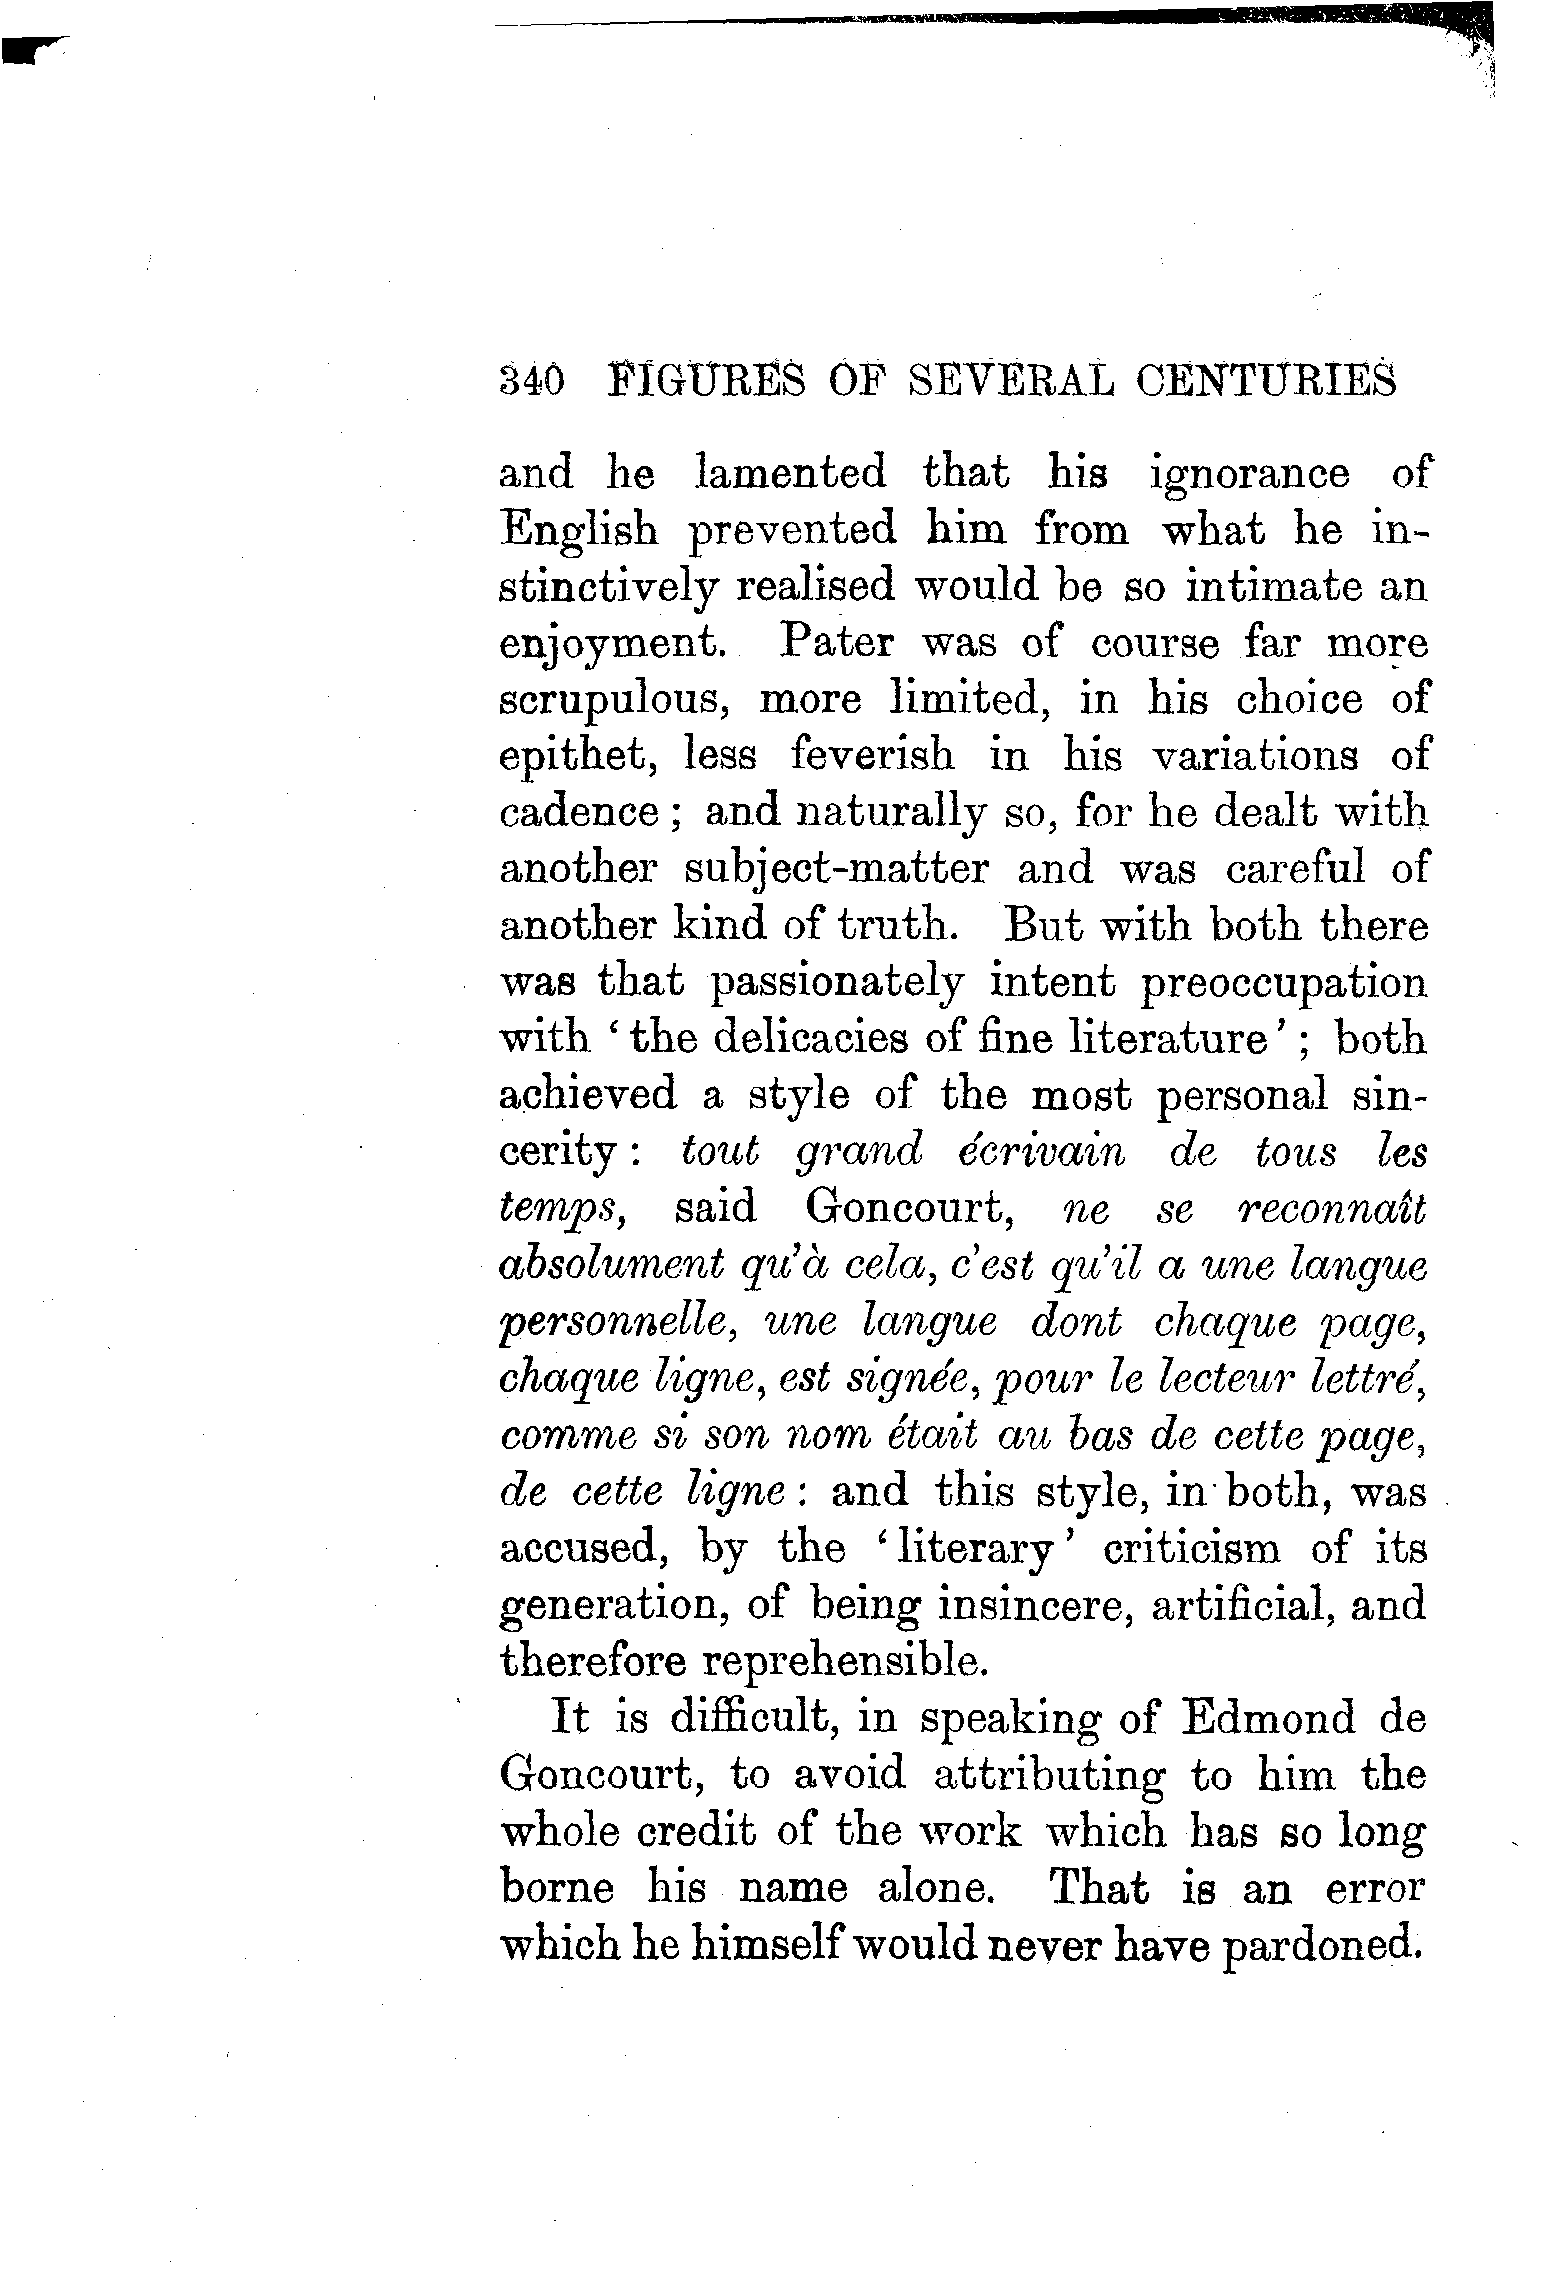 340 FIGURES OF SEVERAL CENTURIES
and he lamented that his ignorance of
English prevented him from what he in-
stinctively realised would be so intimate an
enjoyment. Pater was of course far more
scrupulous, more limited, in his choice of
epithet, less feverish in his variations of
cadence ; and naturally so, for he dealt with
another subject-matter and was careful of
another kind of truth. But with both there
was that passionately intent preoccupation
with ‘ the delicacies of fine literature ’ ; both
achieved a style of the most personal sin-
cerity : tout grand écrivain de tous les
temps, said Goncourt, ne se reconnaît
absolument qu’à cela, c’est qu’il a une langue
personnelle, une langue dont chaque page,
chaque ligne, est signée, pour le lecteur lettré,
comme si son nom était au bas de cette page,
de cette ligne : and this style, in both, was
accused, by the ‘ literary ’ criticism of its
generation, of being insincere, artificial, and
therefore reprehensible.
It is difficult, in speaking of Edmond de
Goncourt, to avoid attributing to him the
whole credit of the work which has so long
borne his name alone. That is an error
which he himself would never have pardoned.